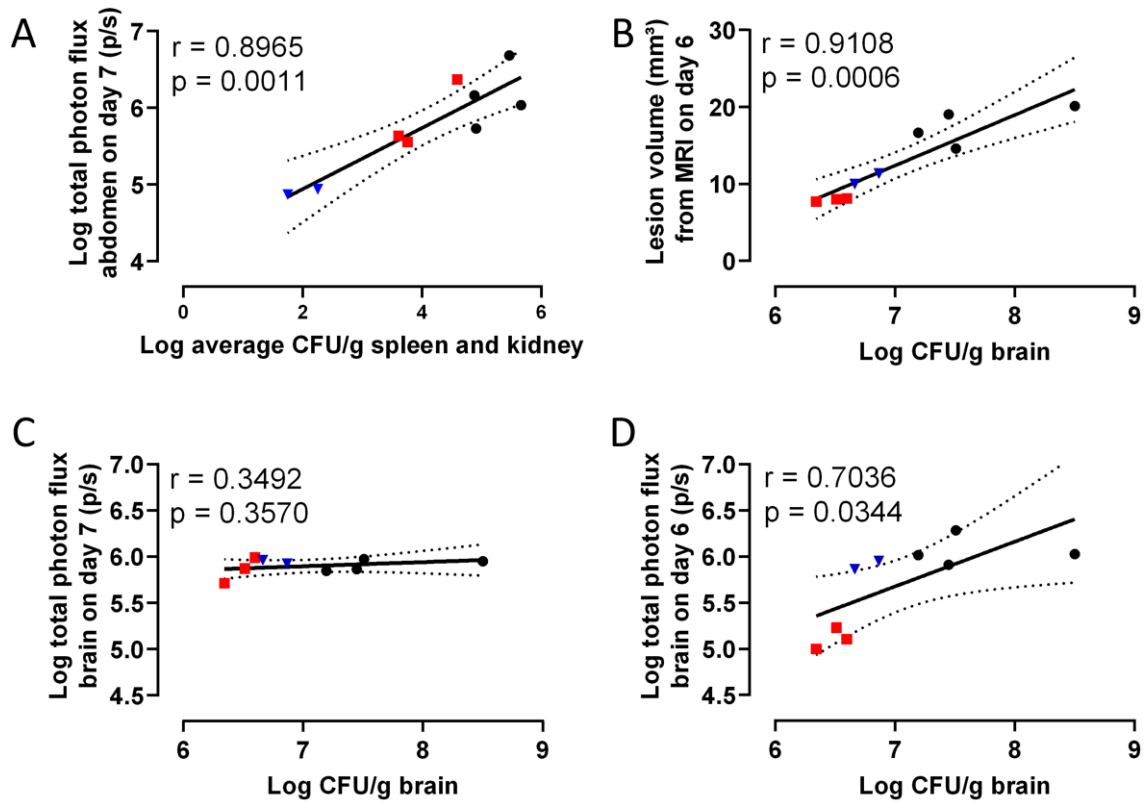 A
Log total photon flux
abdomen on day 7 (p/s)
r = 0.8965
p = 0.0011
7
6
5
4
0
2
4
6
Log average CFU/g spleen and kidney
B
Lesion volume (mm³)
from MRI on day 6
r = 0.9108
p = 0.0006
30
20
10
0
6
7
8
9
Log CFU/g brain
C
Log total photon flux
brain on day 7 (p/s)
r = 0.3492
p = 0.3570
7.0
6.5
6.0
5.5
5.0
4.5
6
7
8
9
Log CFU/g brain
D
Log total photon flux
brain on day 6 (p/s)
r = 0.7036
p = 0.0344
7.0
6.5
6.0
5.5
5.0
4.5
6
7
8
9
Log CFU/g brain